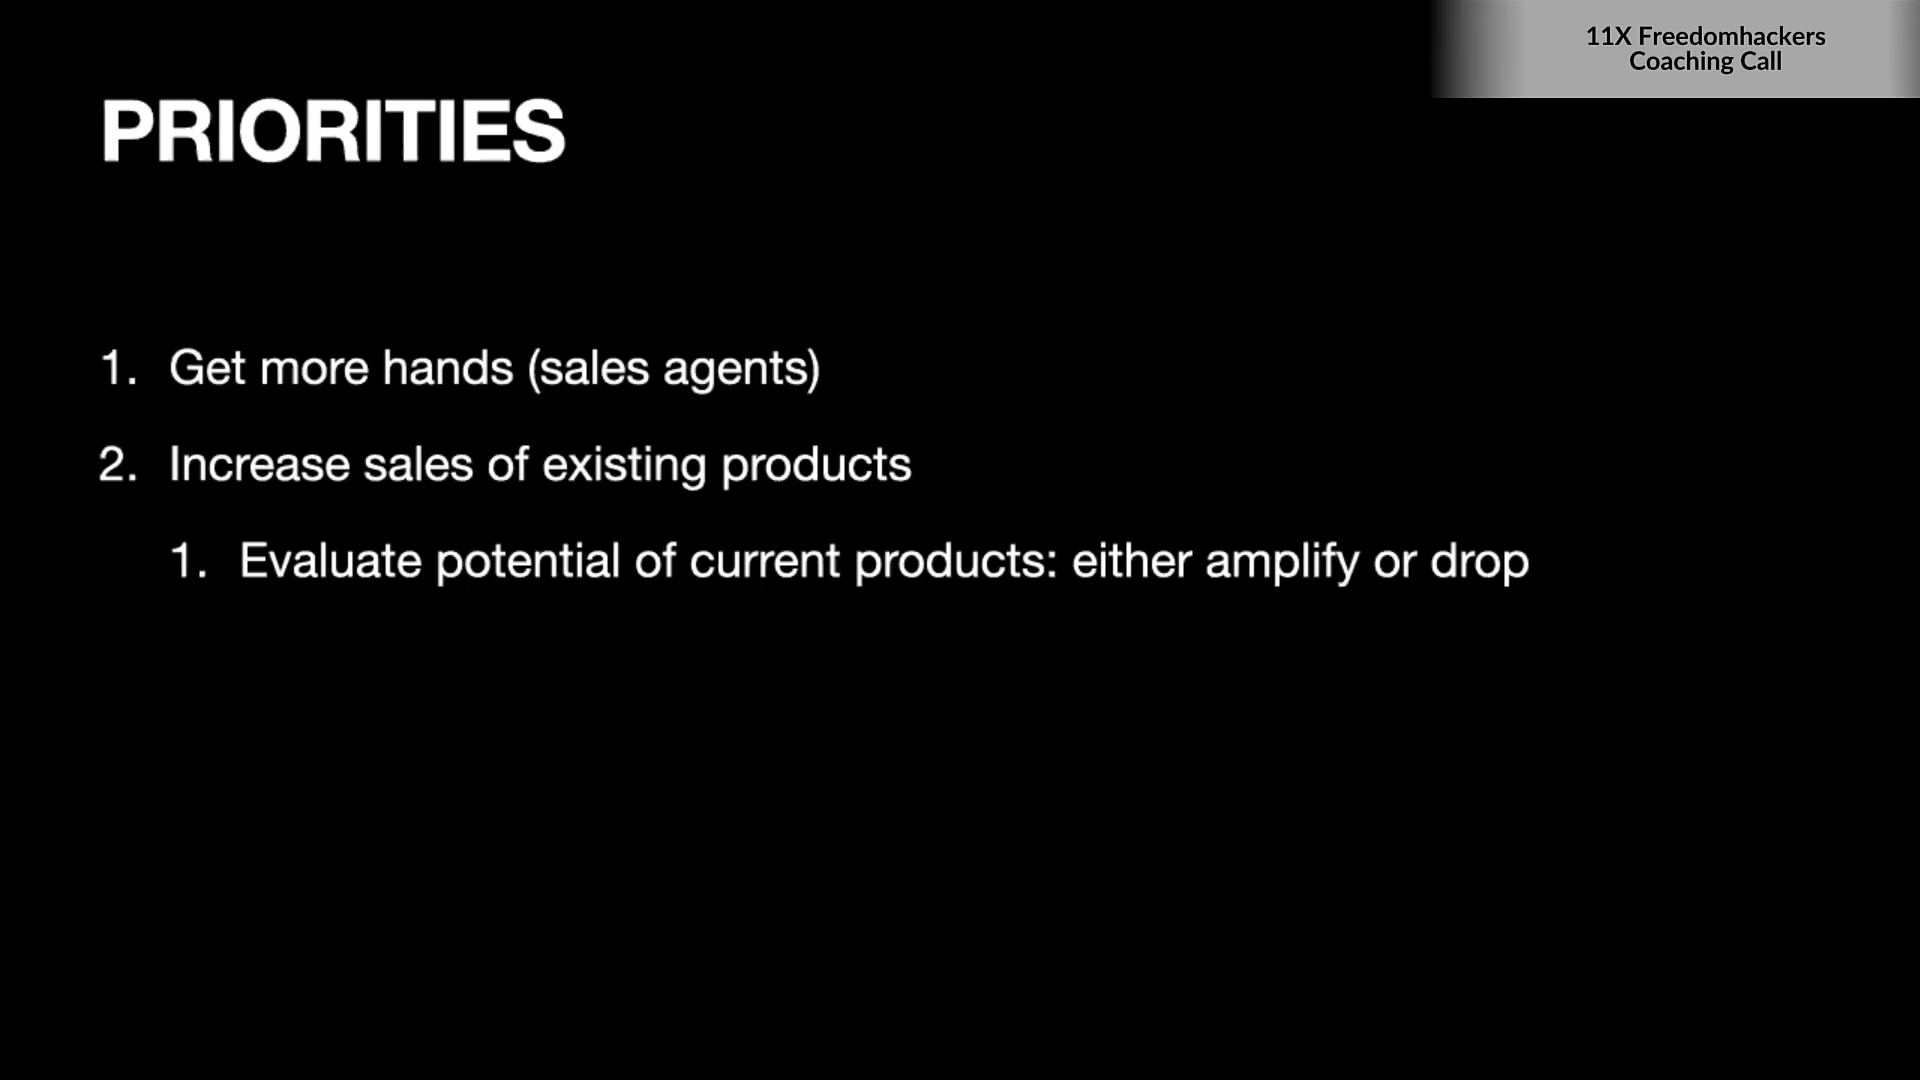 11X Freedomhackers
Coaching Call
PRIORITIES
1. Get more hands (sales agents)
2. Increase sales of existing products
1. Evaluate potential of current products: either amplify or drop